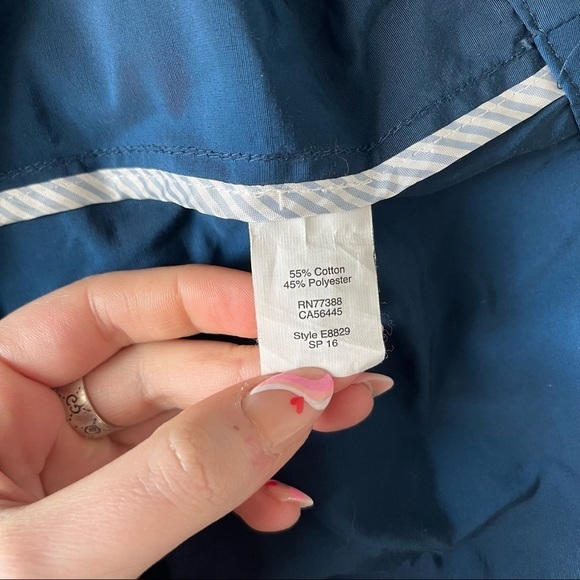 55% Cotton
45% Polyester
RN77388
CA56445
Style E8829
SP 16